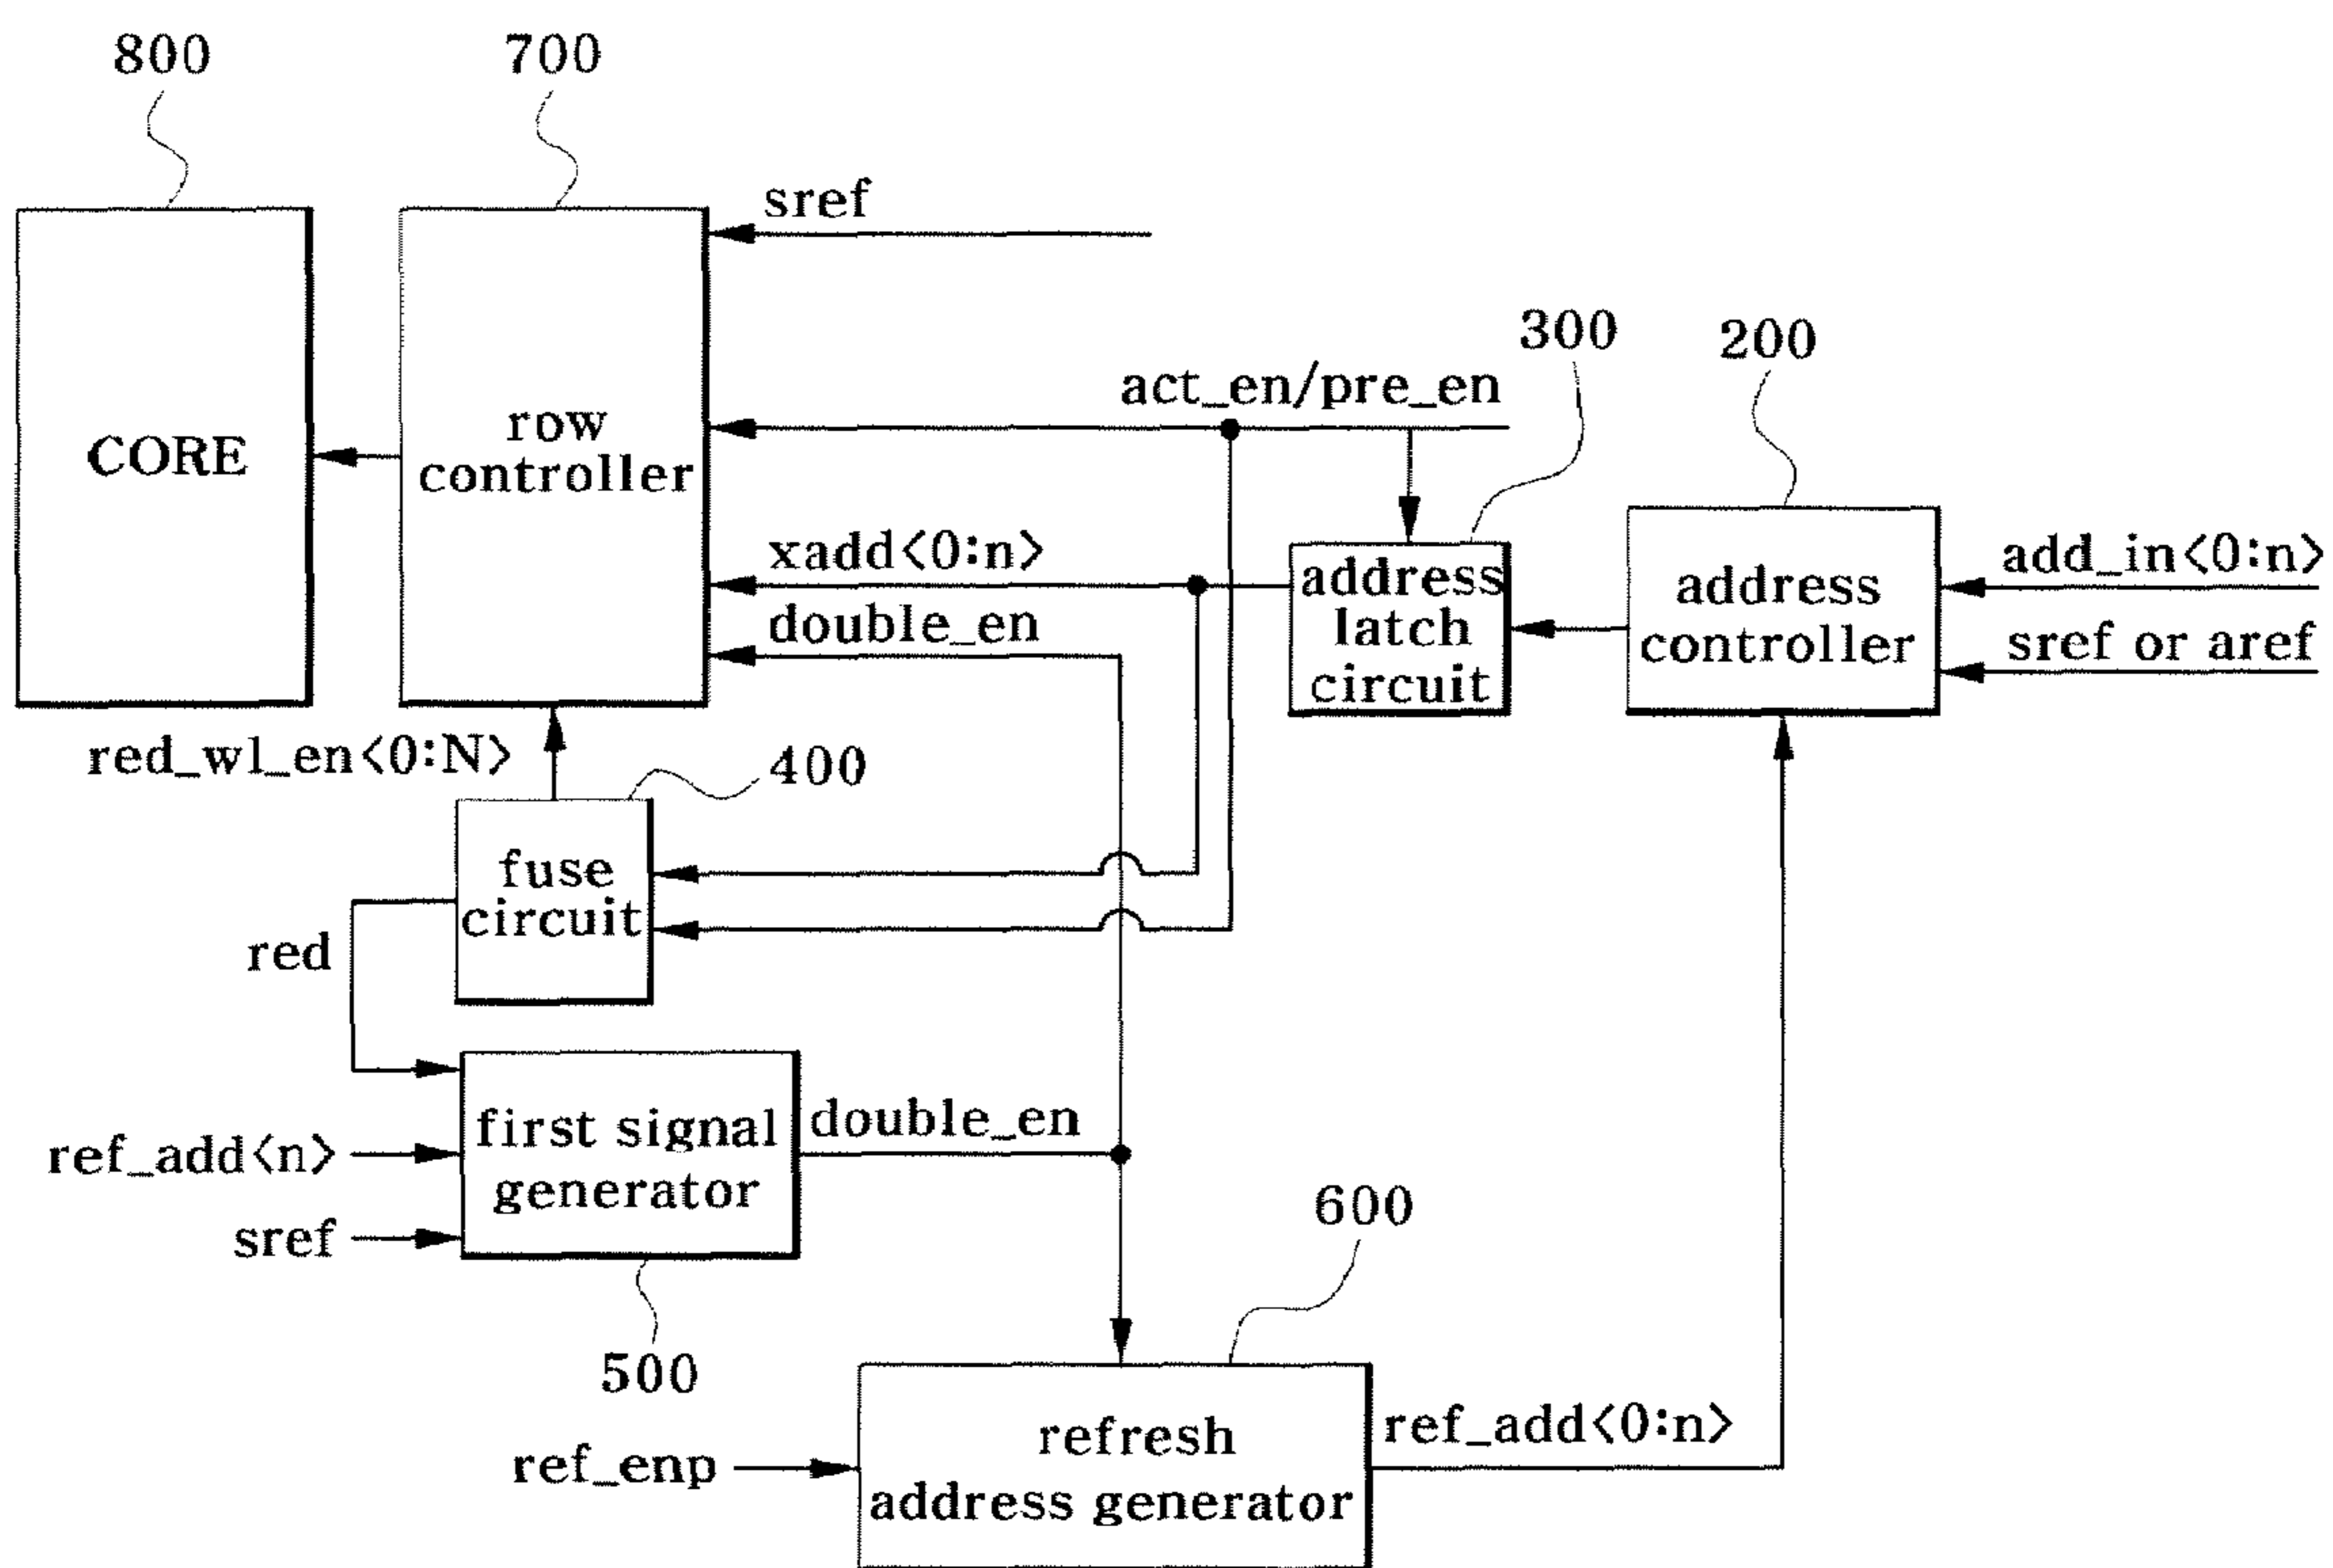 800
700
sref
300
200
act_en/pre_en
CORE
row
controller
xadd<0:n>
double_en
address
latch
circuit
address
controller
add_in<0:n>
sref or aref
red_wl_en<0:N>
400
fuse
circuit
red
first signal
generator
double_en
ref_add<n>
sref
500
600
ref_enp
refresh
address generator
ref_add<0:n>